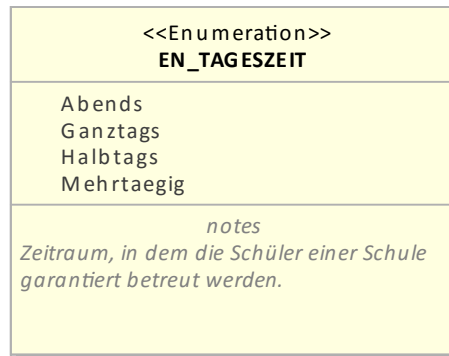 <<Enumeration>>
EN_TAGESZEIT
Abends
Ganztags
Halbtags
Mehrtaegig
notes
Zeitraum, in dem die Schüler einer Schule
garantiert betreut werden.